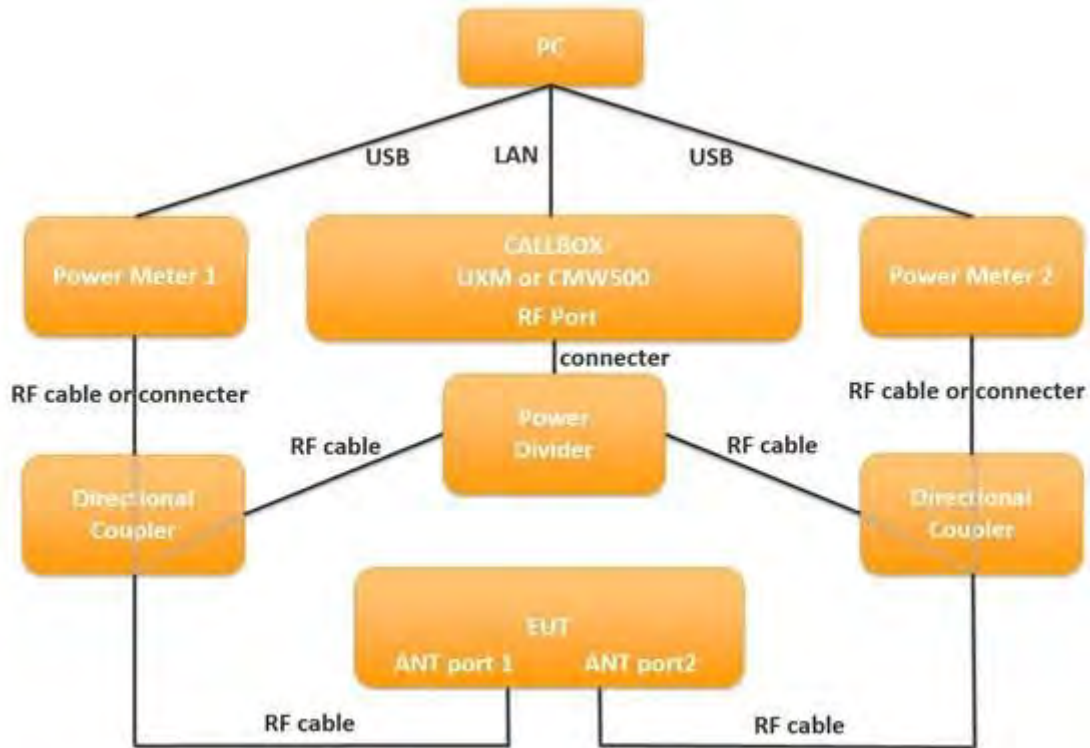 PC
USB
LAN
USB
Power Meter 1
CALLBOX
UXM or CMW500
RF Port
Power Meter 2
connecter
RF cable or connecter
RF cable or connecter
Power
Divider
RF cable
RF cable
Directional
Coupler
Directional
Coupler
EUT
ANT port 1
ANT port2
RF cable
RF cable